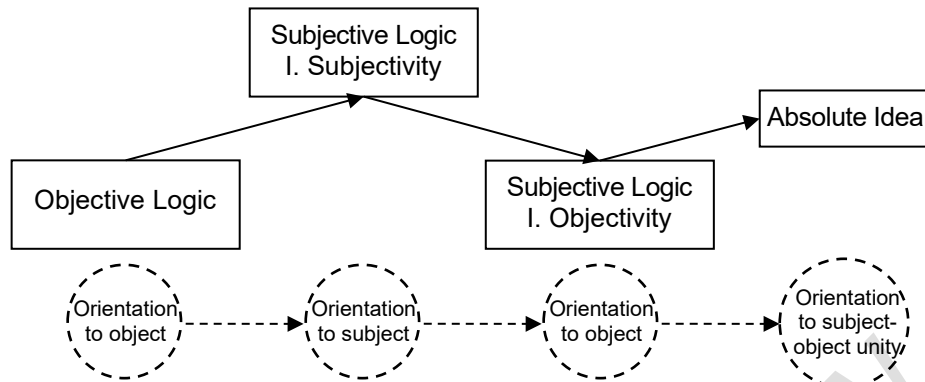 Subjective Logic
I. Subjectivity
Absolute Idea
Objective Logic
Subjective Logic
I. Objectivity
Orientation
to object
Orientation
to subject
Orientation
to object
Orientation
to subject-
object unity